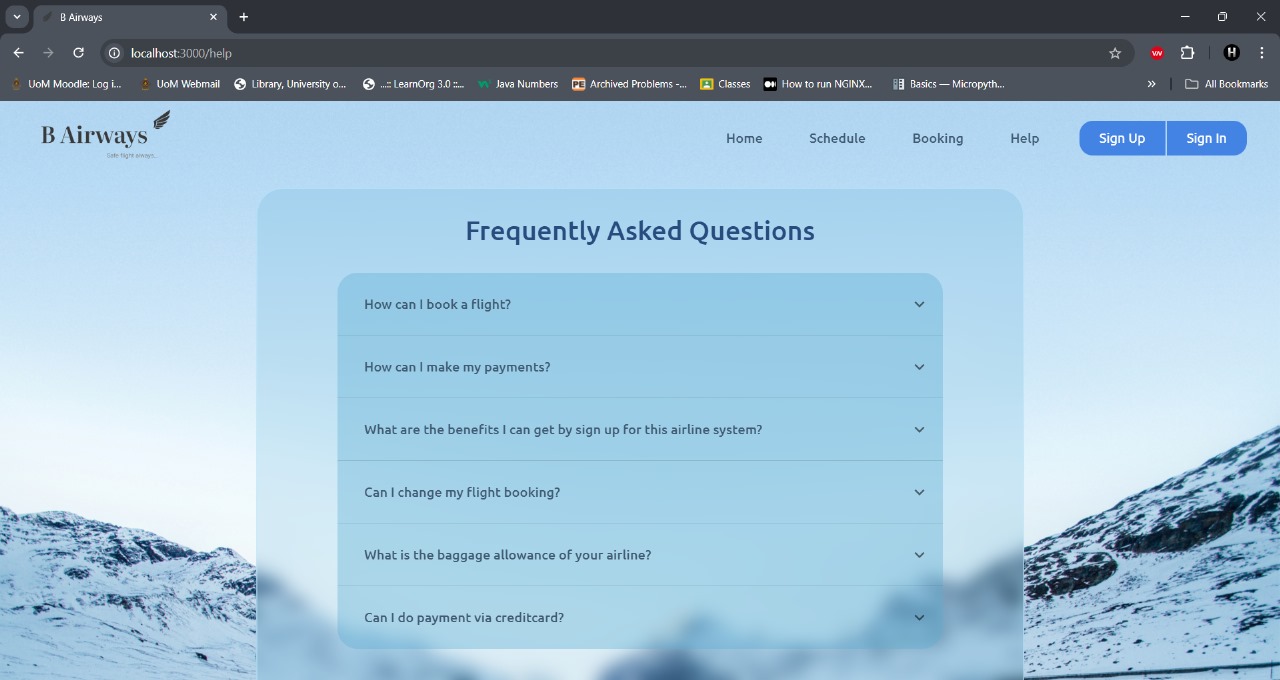 B Airways
localhost:3000/help
UoM Moodle: Log i...
UoM Webmail
Library, University o...
...:: LearnOrg 3.0 ::...
Java Numbers
Archived Problems -...
Classes
How to run NGINX...
Basics — Micropyth...
All Bookmarks
B Airways
Safe flight airways...
Home
Schedule
Booking
Help
Sign Up
Sign In
Frequently Asked Questions
How can I book a flight?
How can I make my payments?
What are the benefits I can get by sign up for this airline system?
Can I change my flight booking?
What is the baggage allowance of your airline?
Can I do payment via creditcard?